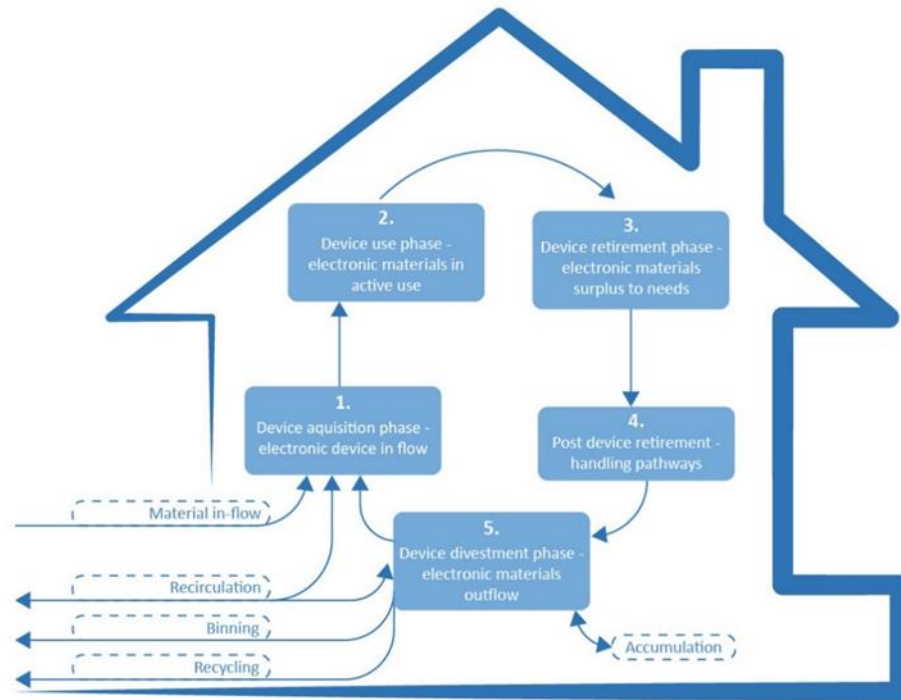 2.
Device use phase -
electronic materials in
active use
3.
Device retirement phase -
electronic materials
surplus to needs
1.
Device aquisition phase -
electronic device in flow
4.
Post device retirement -
handling pathways
Material in-flow
5.
Device divestment phase -
electronic materials
outflow
Recirculation
Binning
Recycling
Accumulation